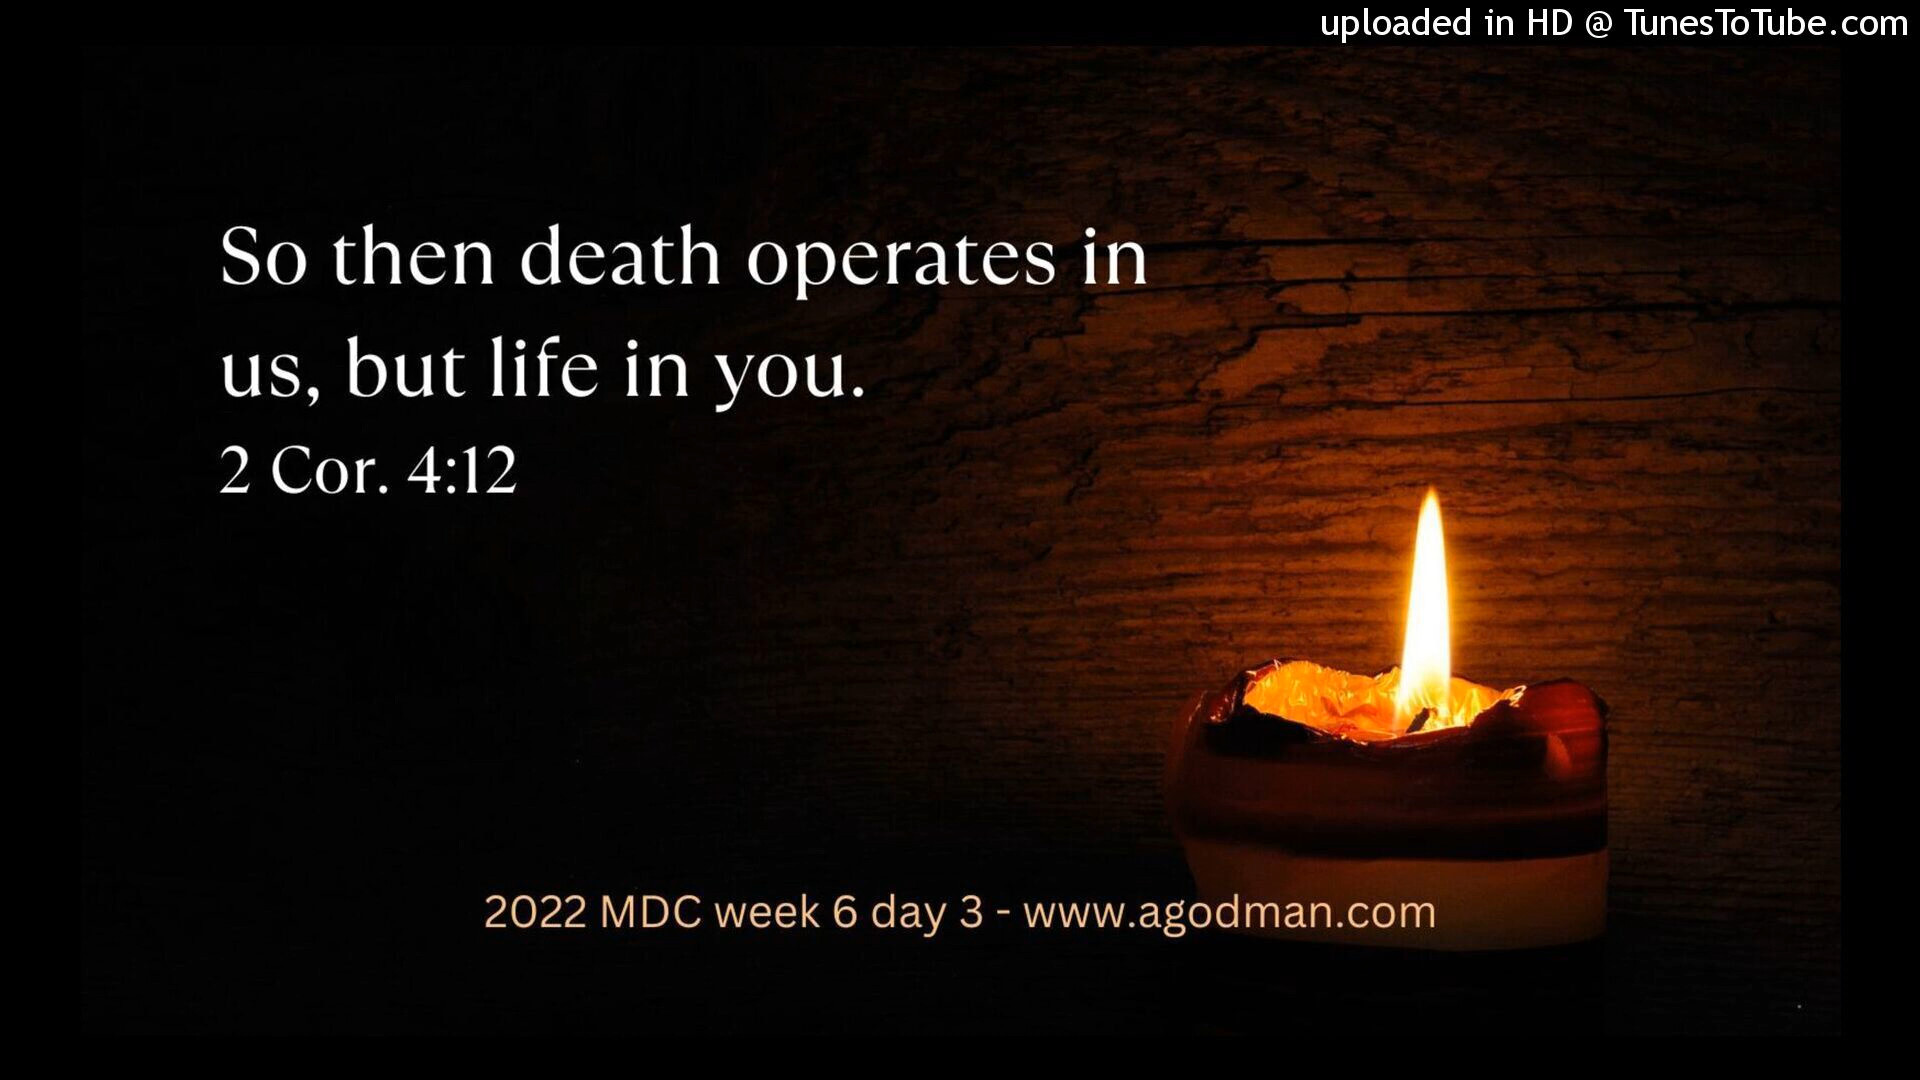 uploaded in HD @ TunesToTube.com
So then death operates in
us, but life in you.
2 Cor. 4:12
2022 MDC week 6 day 3 - www.agodman.com